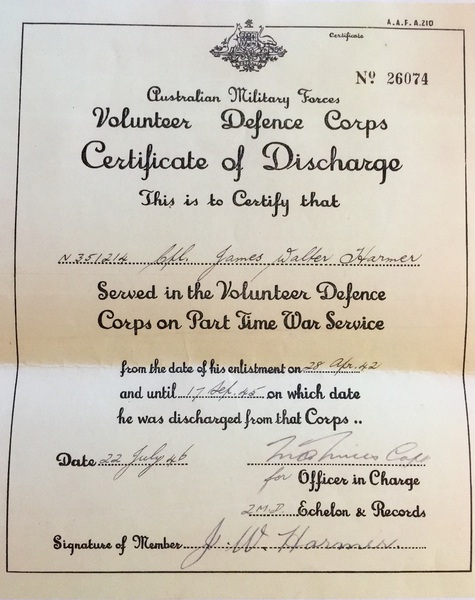 A.A.F. A.210
Certificate
No 26074
Australian Military Forces
Volunteer Defence Corps
Certificate of Discharge
This is to Certify that
N351214 Cpl. James Walter Harmer
Served in the Volunteer Defence
Corps on Part Time War Service
from the date of his enlistment on 28 Apr. 42
and until 17 Sep. 45 on which date
he was discharged from that Corps ..
Date 22 July 46
for Officer in Charge
2MD Echelon & Records
Signature of Member J. W. Harmer.